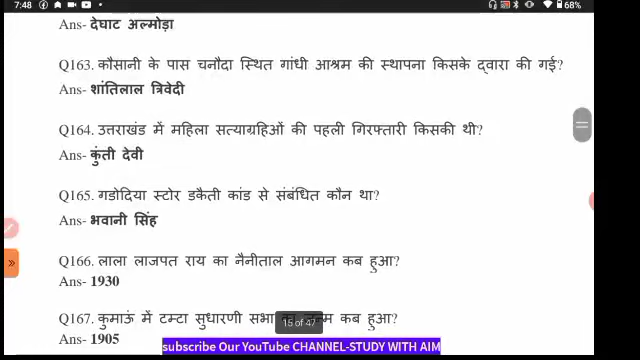 7:48
68%
Ans- देघाट अल्मोड़ा
Q163. कौसानी के पास चनौदा स्थित गांधी आश्रम की स्थापना किसके द्वारा की गई?
Ans- शांतिलाल त्रिवेदी
Q164. उत्तराखंड में महिला सत्याग्रहिओं की पहली गिरफ्तारी किसकी थी?
Ans- कुंती देवी
Q165. गडोदिया स्टोर डकैती कांड से संबंधित कौन था?
Ans- भवानी सिंह
Q166. लाला लाजपत राय का नैनीताल आगमन कब हुआ?
Ans- 1930
Q167. कुमाऊं में टम्टा सुधारणी सभा का जन्म कब हुआ?
15 of 47
Ans- 1905
subscribe Our YouTube CHANNEL-STUDY WITH AIM